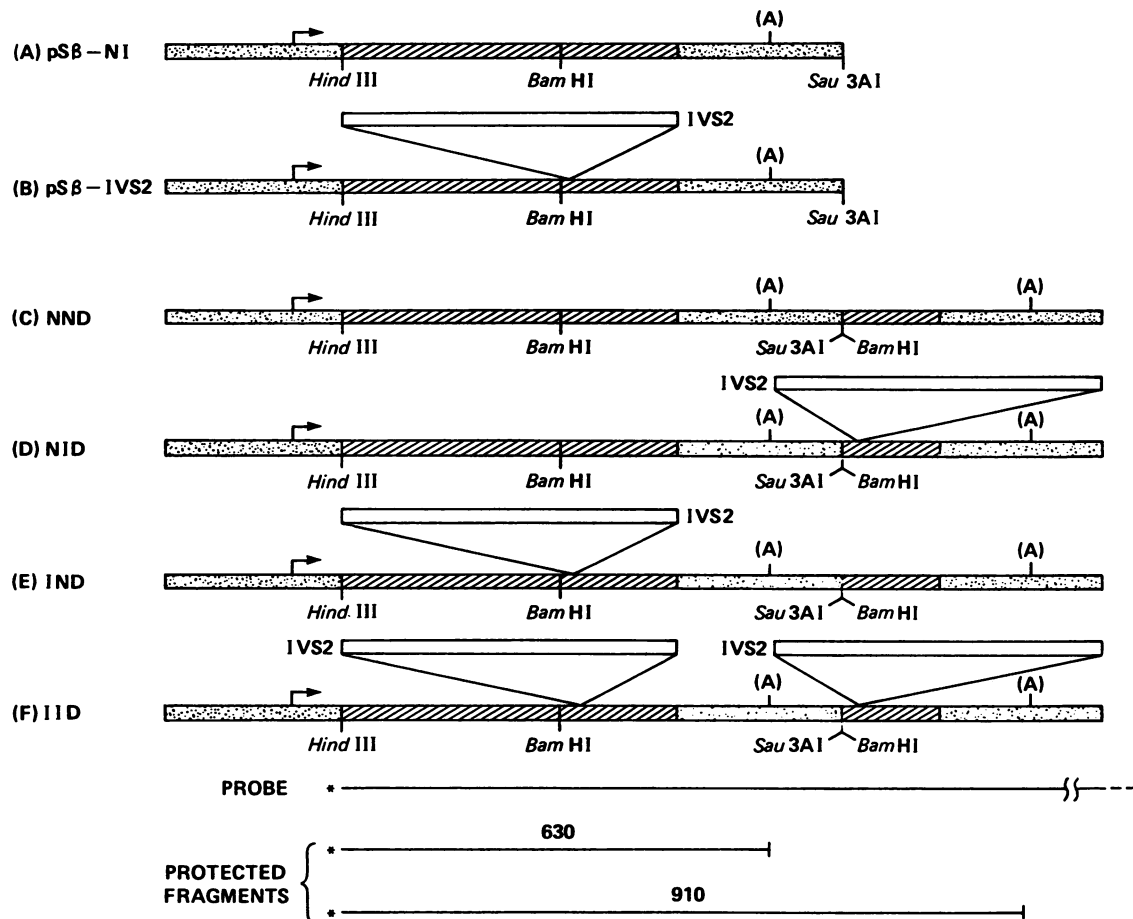 (A)
(A) pSβ-NI
Hind III
Bam HI
Sau 3AI
IVS2
(A)
(B) pSβ-IVS2
Hind III
Bam HI
Sau 3AI
(A)
(A)
(C) NND
Hind III
Bam HI
Sau 3AI
Bam HI
IVS2
(A)
(A)
(D) NID
Hind III
Bam HI
Sau 3AI
Bam HI
IVS2
(A)
(A)
(E) IND
Hind III
Bam HI
Sau 3AI
Bam HI
IVS2
IVS2
(A)
(A)
(F) IID
Hind III
Bam HI
Sau 3AI
Bam HI
PROBE
*
630
*
PROTECTED
FRAGMENTS
910
*